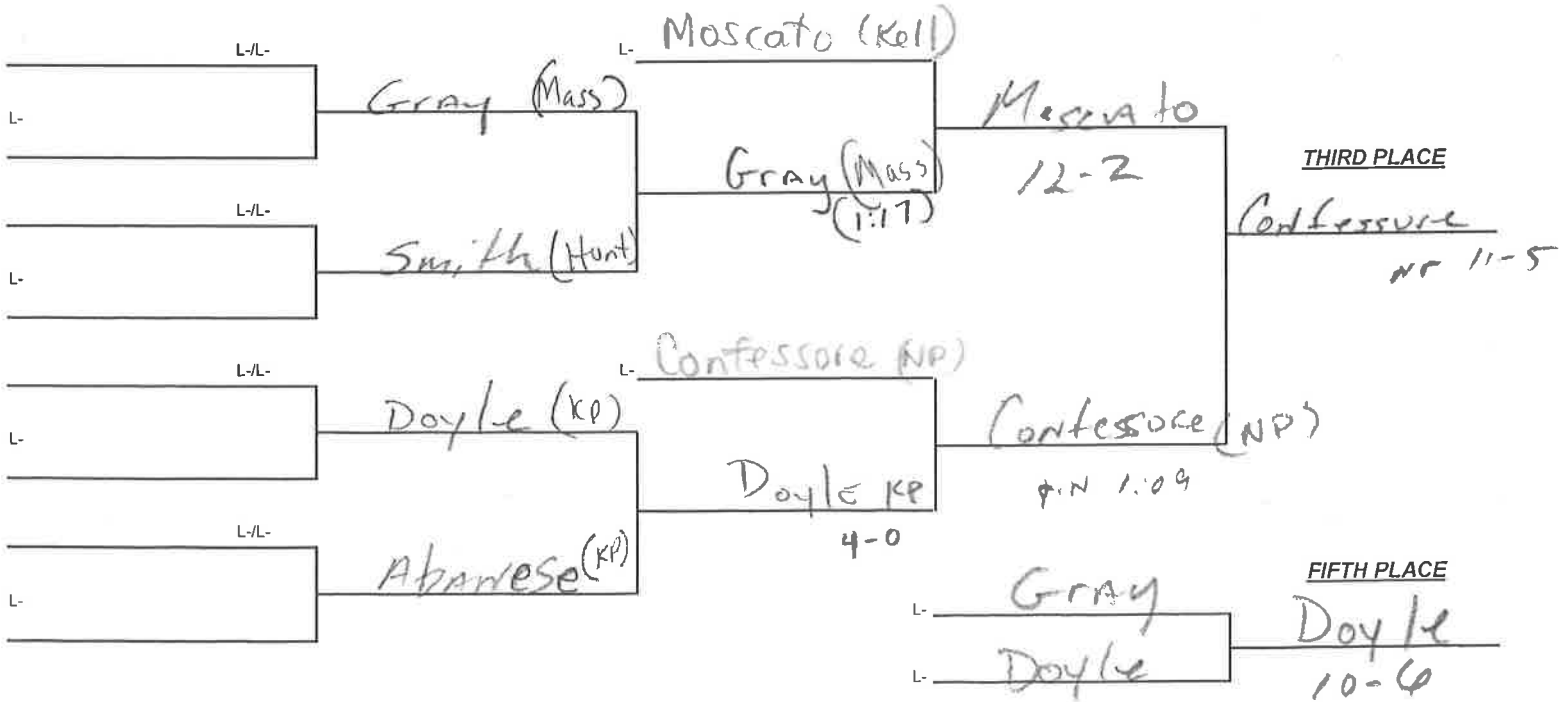 L-/L-
L- Moscato (Kell)
L-
Gray (Mass)
Moscato
12-2
THIRD PLACE
Gray (Mass)
(1:17)
L-/L-
Confessure
11-5
L-
Smith (Hunt)
L-/L-
L- Confessore (NP)
L-
Doyle (KP)
Confessore (NP)
Doyle KP
4-0
PIN 1:09
L-/L-
L-
Abanese (KP)
FIFTH PLACE
L- Gray
Doyle
10-6
L- Doyle